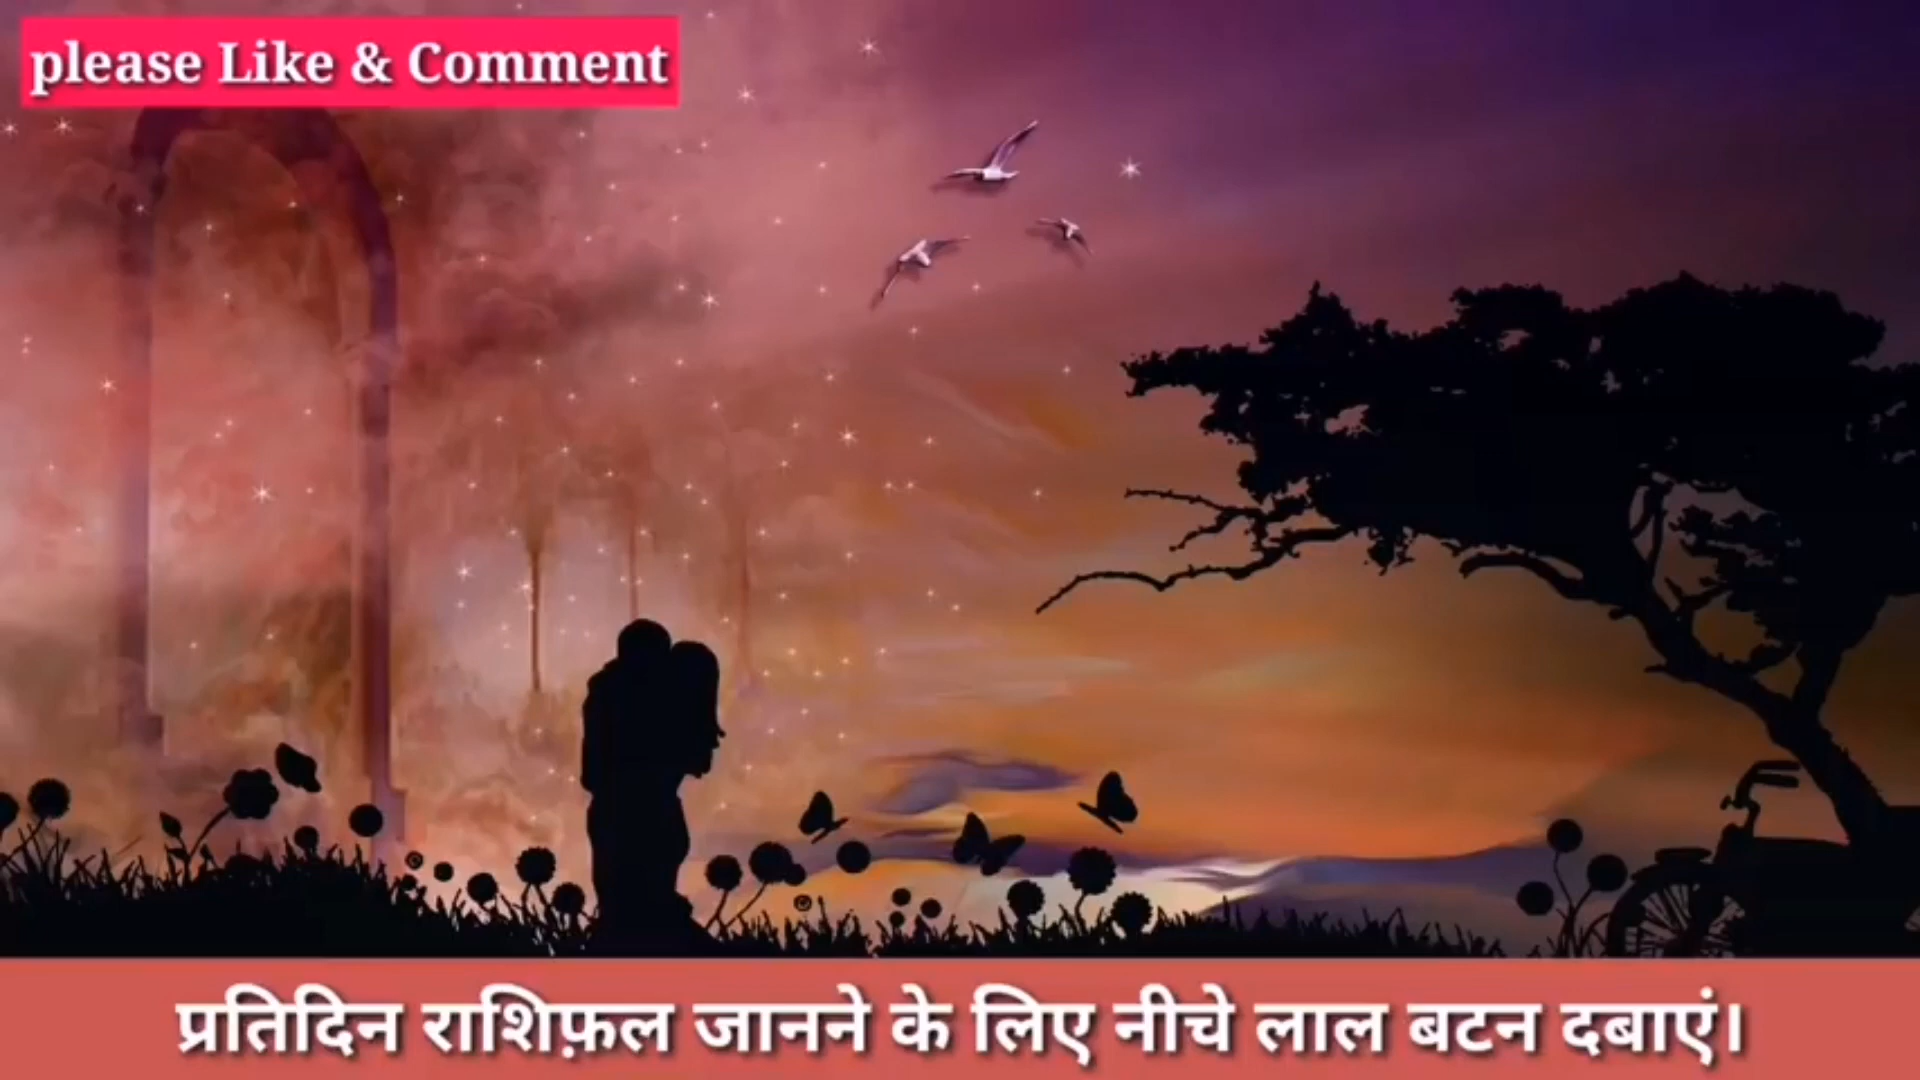 please Like & Comment
प्रतिदिन राशिफ़ल जानने के लिए नीचे लाल बटन दबाएं।